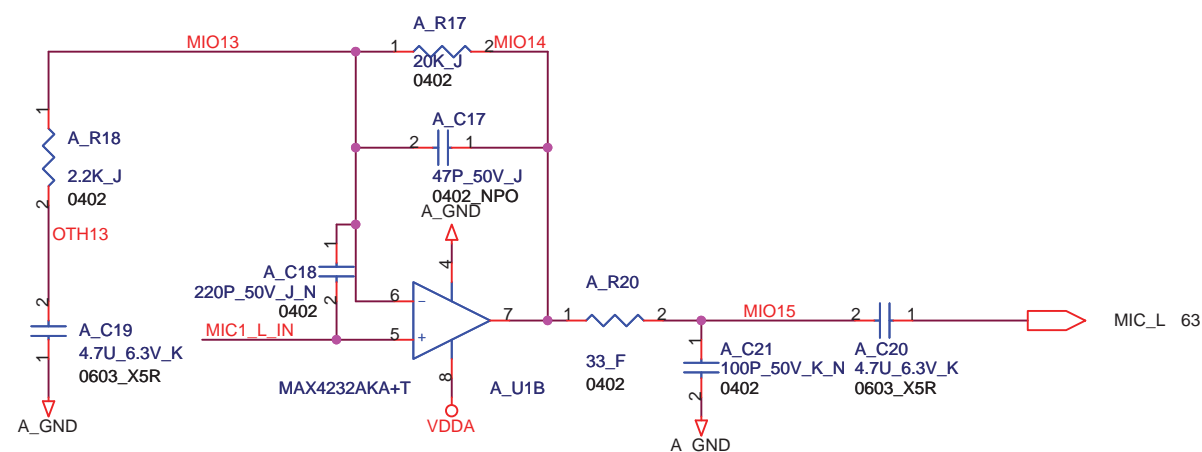 A_R17
MIO13
1
2
MIO14
20K_J
0402
1
A_R18
2.2K_J
0402
2
OTH13
A_C17
2
1
47P_50V_J
0402_NPO
A_GND
1
4
A_C18
220P_50V_J_N
0402
2
6
−
MIC1_L_IN
5
+
7
8
MAX4232AKA+T
A_U1B
VDDA
2
A_C19
4.7U_6.3V_K
0603_X5R
1
A_GND
A_R20
1
2
33_F
0402
MIO15
1
A_C21
100P_50V_K_N
0402
2
A_GND
2
1
A_C20
4.7U_6.3V_K
0603_X5R
MIC_L 63